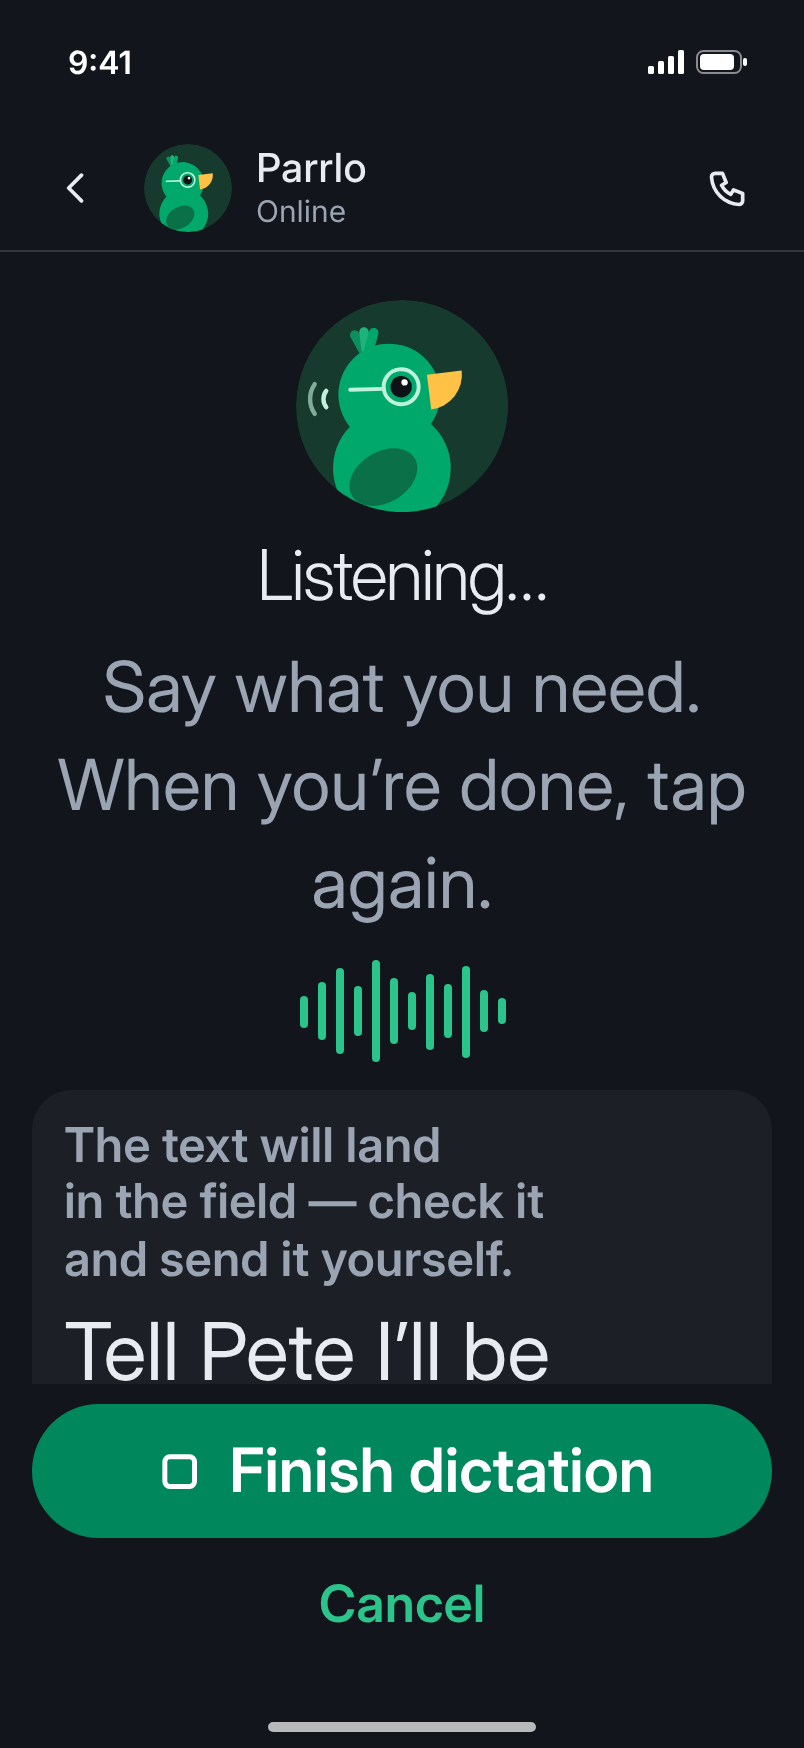 9:41
Parrlo
Online
Listening...
Say what you need.
When you’re done, tap
again.
The text will land
in the field — check it
and send it yourself.
Tell Pete I’ll be
Finish dictation
Cancel